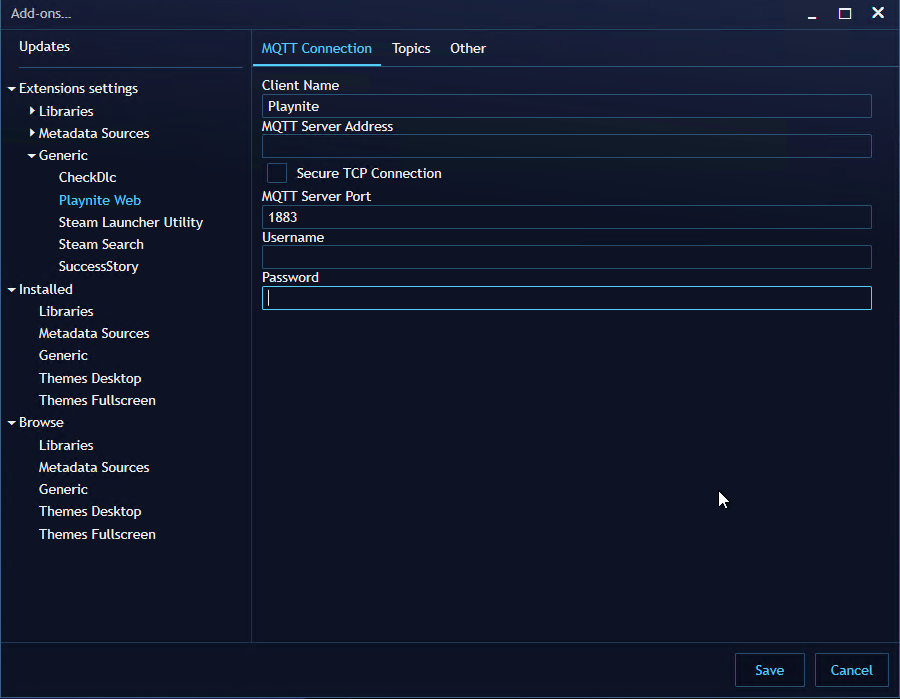 Add-ons...
Updates
Extensions settings
Libraries
Metadata Sources
Generic
CheckDlc
Playnite Web
Steam Launcher Utility
Steam Search
SuccessStory
Installed
Libraries
Metadata Sources
Generic
Themes Desktop
Themes Fullscreen
Browse
Libraries
Metadata Sources
Generic
Themes Desktop
Themes Fullscreen
MQTT Connection Topics Other
Client Name
Playnite
MQTT Server Address
Secure TCP Connection
MQTT Server Port
1883
Username
Password
Save Cancel